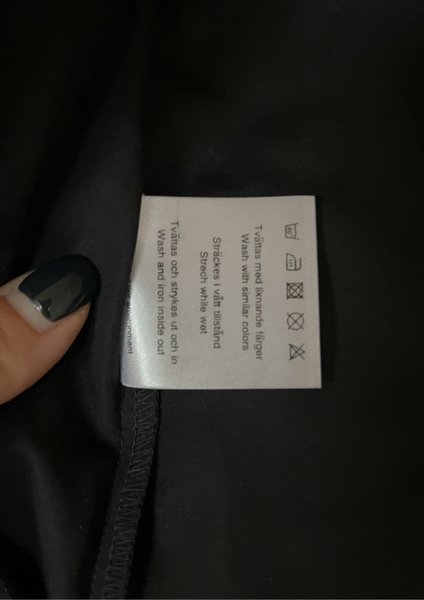 Tvättas med liknande färger
Wash with similar colors
Sträckes i vått tillstånd
Strech while wet
Tvättas och strykes ut och in
Wash and iron inside out